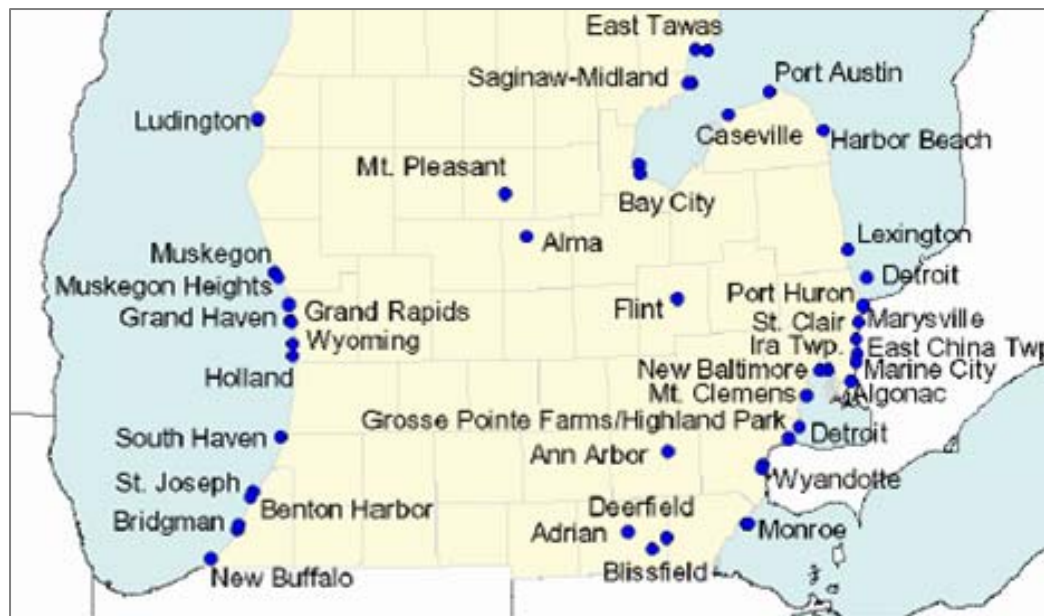 East Tawas
Saginaw-Midland
Port Austin
Ludington
Caseville
Harbor Beach
Mt. Pleasant
Bay City
Alma
Lexington
Muskegon
Detroit
Muskegon Heights
Port Huron
Flint
Grand Rapids
Grand Haven
St. Clair
Marysville
Wyoming
Ira Twp.
East China Twp
Holland
New Baltimore
Marine City
Mt. Clemens
Algonac
Grosse Pointe Farms/Highland Park
South Haven
Detroit
Ann Arbor
St. Joseph
Wyandotte
Benton Harbor
Deerfield
Bridgman
Adrian
Monroe
Blissfield
New Buffalo